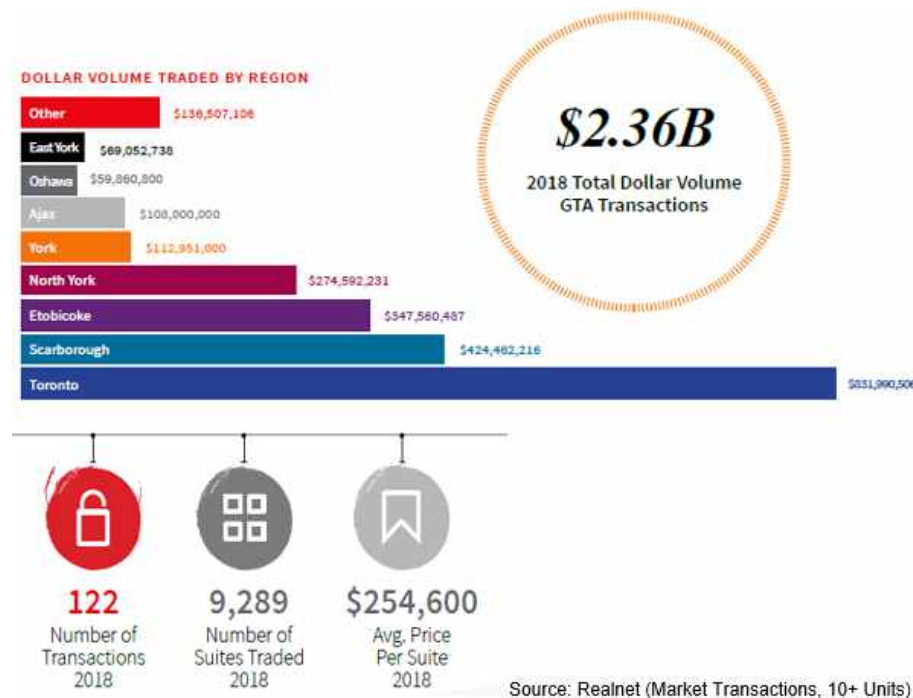 DOLLAR VOLUME TRADED BY REGION
Other $136,507,106
East York $69,052,738
Oshawa $59,860,800
Ajax $108,000,000
York $112,951,000
North York $274,592,231
Etobicoke $347,560,487
Scarborough $424,462,216
Toronto $831,990,506
$2.36B
2018 Total Dollar Volume
GTA Transactions
122
Number of
Transactions
2018
9,289
Number of
Suites Traded
2018
$254,600
Avg. Price
Per Suite
2018
Source: Realnet (Market Transactions, 10+ Units)